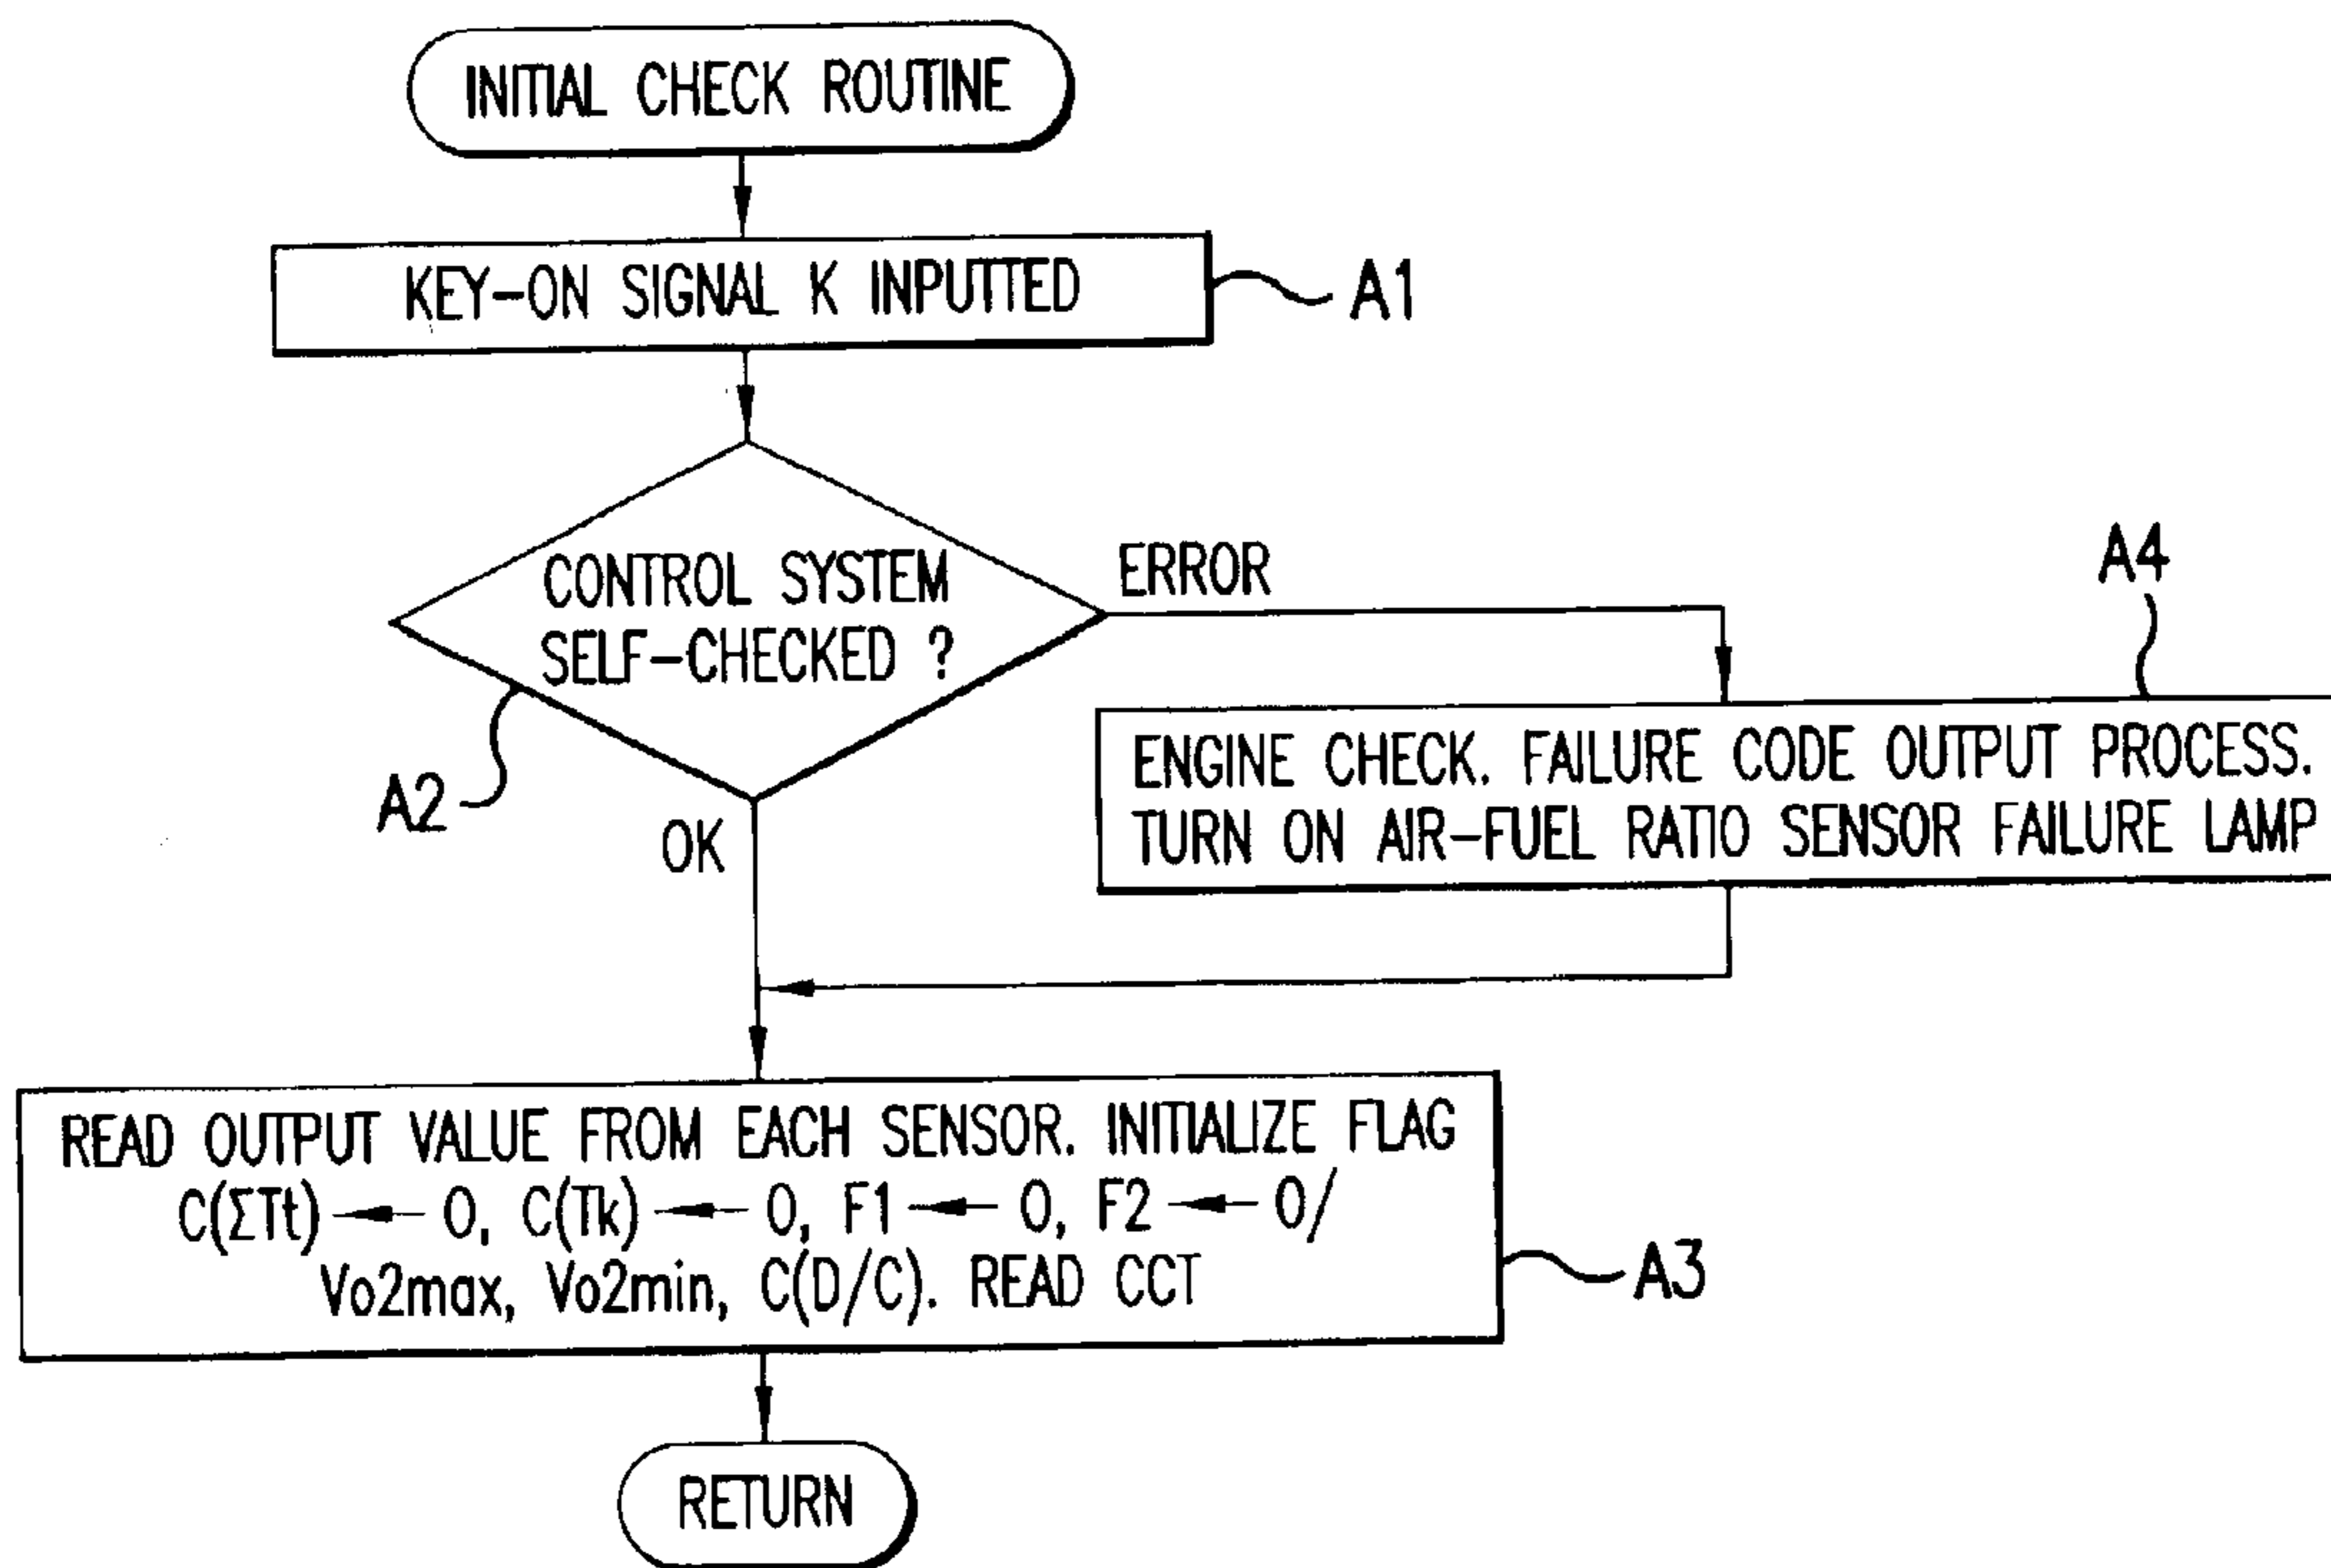 INITIAL CHECK ROUTINE
KEY-ON SIGNAL K INPUTTED
A1
CONTROL SYSTEM
SELF-CHECKED ?
A2
ERROR
OK
A4
ENGINE CHECK. FAILURE CODE OUTPUT PROCESS.
TURN ON AIR-FUEL RATIO SENSOR FAILURE LAMP
READ OUTPUT VALUE FROM EACH SENSOR. INITIALIZE FLAG
C(ΣTt) ← 0, C(Tk) ← 0, F1 ← 0, F2 ← 0/
Vo2max, Vo2min, C(D/C). READ CCT
A3
RETURN